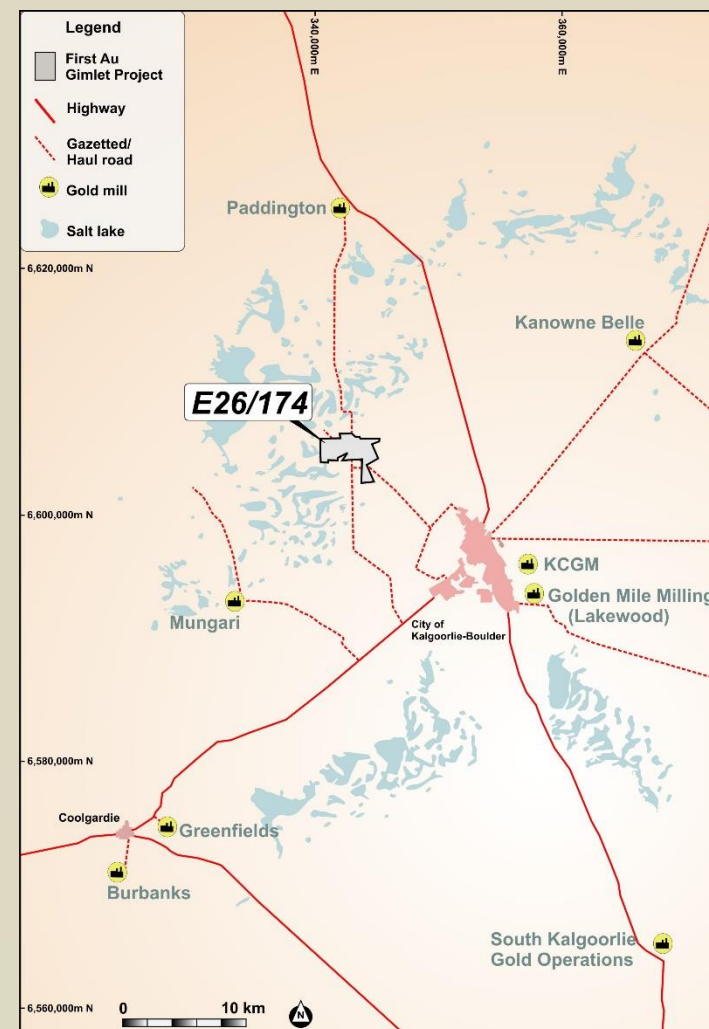 Legend
First Au
Gimlet Project
Highway
Gazetted/
Haul road
Gold mill
Salt lake
340,000m E
360,000m E
Paddington
6,620,000m N
Kanowne Belle
E26/174
6,600,000m N
KCGM
Golden Mile Milling
(Lakewood)
Mungari
City of
Kalgoorlie-Boulder
6,580,000m N
Coolgardie
Greenfields
Burbanks
South Kalgoorlie
Gold Operations
6,560,000m N
0 10 km
N